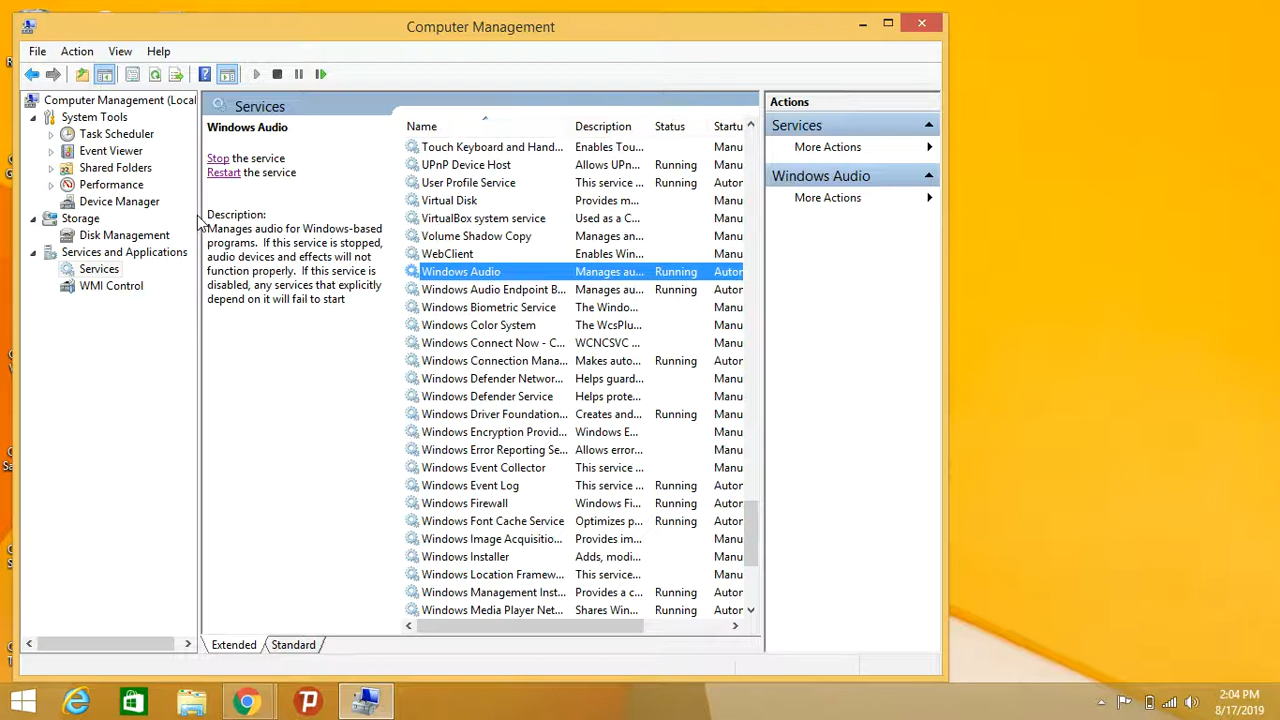 Computer Management
File Action View Help
Computer Management (Local
System Tools
Task Scheduler
Event Viewer
Shared Folders
Performance
Device Manager
Storage
Disk Management
Services and Applications
Services
WMI Control
Services
Windows Audio
Stop the service
Restart the service
Description:
Manages audio for Windows-based
programs. If this service is stopped,
audio devices and effects will not
function properly. If this service is
disabled, any services that explicitly
depend on it will fail to start
Name Description Status Startu
Touch Keyboard and Hand... Enables Tou... Manu
UPnP Device Host Allows UPn... Running Manu
User Profile Service This service ... Running Autor
Virtual Disk Provides m... Manu
VirtualBox system service Used as a C... Manu
Volume Shadow Copy Manages an... Manu
WebClient Enables Win... Manu
Windows Audio Manages au... Running Autor
Windows Audio Endpoint B... Manages au... Running Autor
Windows Biometric Service The Windo... Manu
Windows Color System The WcsPlu... Manu
Windows Connect Now - C... WCNCSVC ... Manu
Windows Connection Mana... Makes auto... Running Autor
Windows Defender Networ... Helps guard... Manu
Windows Defender Service Helps prote... Manu
Windows Driver Foundation... Creates and... Running Manu
Windows Encryption Provid... Windows E... Manu
Windows Error Reporting Se... Allows error... Manu
Windows Event Collector This service ... Manu
Windows Event Log This service ... Running Autor
Windows Firewall Windows Fi... Running Autor
Windows Font Cache Service Optimizes p... Running Autor
Windows Image Acquisitio... Provides im... Manu
Windows Installer Adds, modi... Manu
Windows Location Framew... This service... Manu
Windows Management Inst... Provides a c... Running Autor
Windows Media Player Net... Shares Win... Running Autor
Extended Standard
Actions
Services
More Actions
Windows Audio
More Actions
2:04 PM
8/17/2019